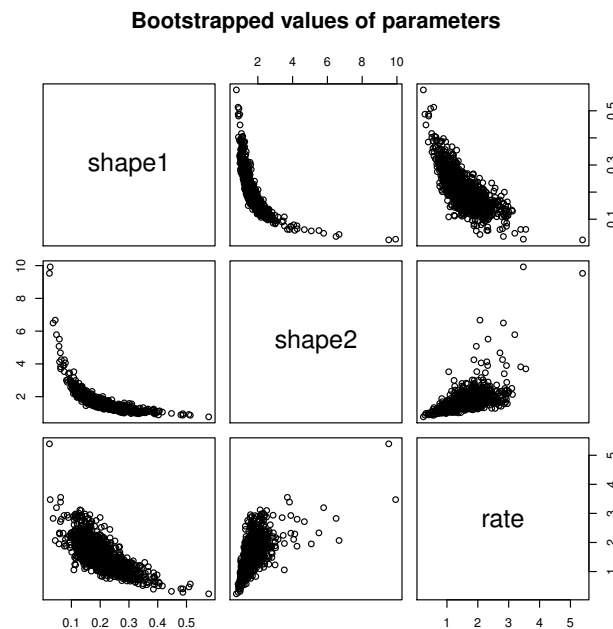 Bootstrapped values of parameters
2 4 6 8 10
shape1
0.1 0.3 0.5
2 4 6 8 10
shape2
rate
1 2 3 4 5
0.1 0.2 0.3 0.4 0.5
1 2 3 4 5